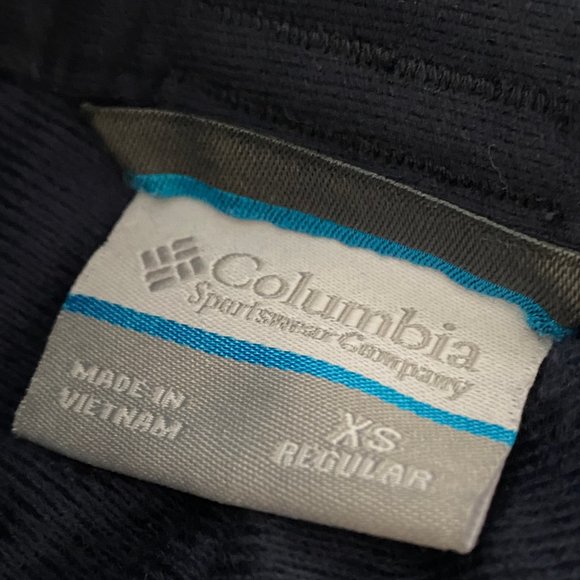 Columbia
Sportswear Company
MADE IN
VIETNAM
XS
REGULAR